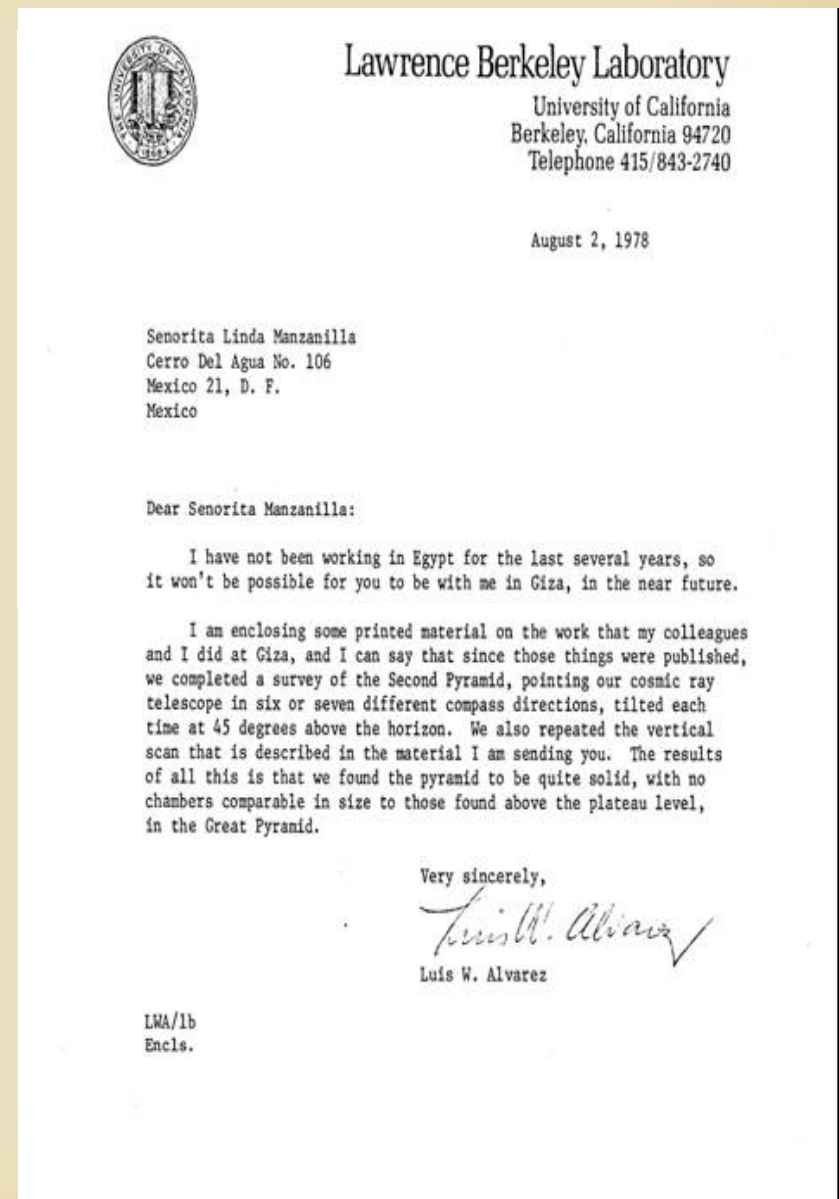 THE UNIVERSITY OF CALIFORNIA
1868
Lawrence Berkeley Laboratory
University of California
Berkeley, California 94720
Telephone 415/843-2740
August 2, 1978
Senorita Linda Manzanilla
Cerro Del Agua No. 106
Mexico 21, D. F.
Mexico
Dear Senorita Manzanilla:
I have not been working in Egypt for the last several years, so
it won't be possible for you to be with me in Giza, in the near future.
I am enclosing some printed material on the work that my colleagues
and I did at Giza, and I can say that since those things were published,
we completed a survey of the Second Pyramid, pointing our cosmic ray
telescope in six or seven different compass directions, tilted each
time at 45 degrees above the horizon. We also repeated the vertical
scan that is described in the material I am sending you. The results
of all this is that we found the pyramid to be quite solid, with no
chambers comparable in size to those found above the plateau level,
in the Great Pyramid.
Very sincerely,
Luis W. Alvarez
Luis W. Alvarez
LWA/lb
Encls.